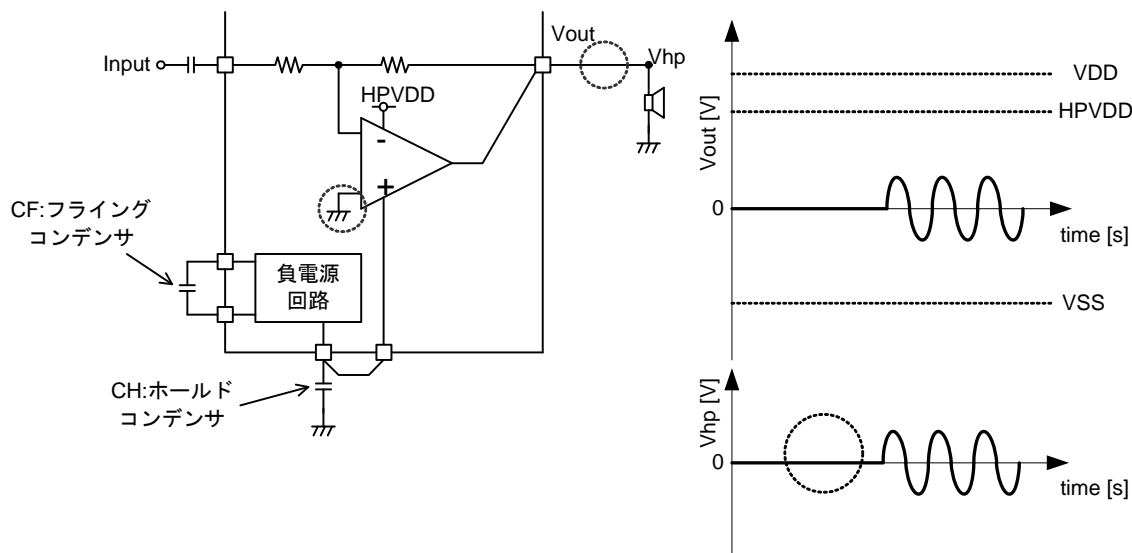 Input
Vout
Vhp
HPVDD
-
+
CF:フライング
コンデンサ
負電源
回路
CH:ホールド
コンデンサ
Vout [V]
VDD
HPVDD
0
time [s]
VSS
Vhp [V]
0
time [s]